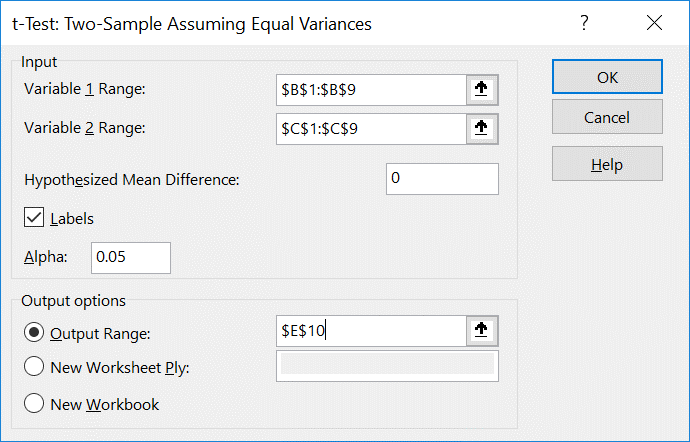 t-Test: Two-Sample Assuming Equal Variances
?
Input
Variable 1 Range:
$B$1:$B$9
Variable 2 Range:
$C$1:$C$9
Hypothesized Mean Difference:
0
Labels
Alpha:
0.05
OK
Cancel
Help
Output options
Output Range:
$E$10
New Worksheet Ply:
New Workbook